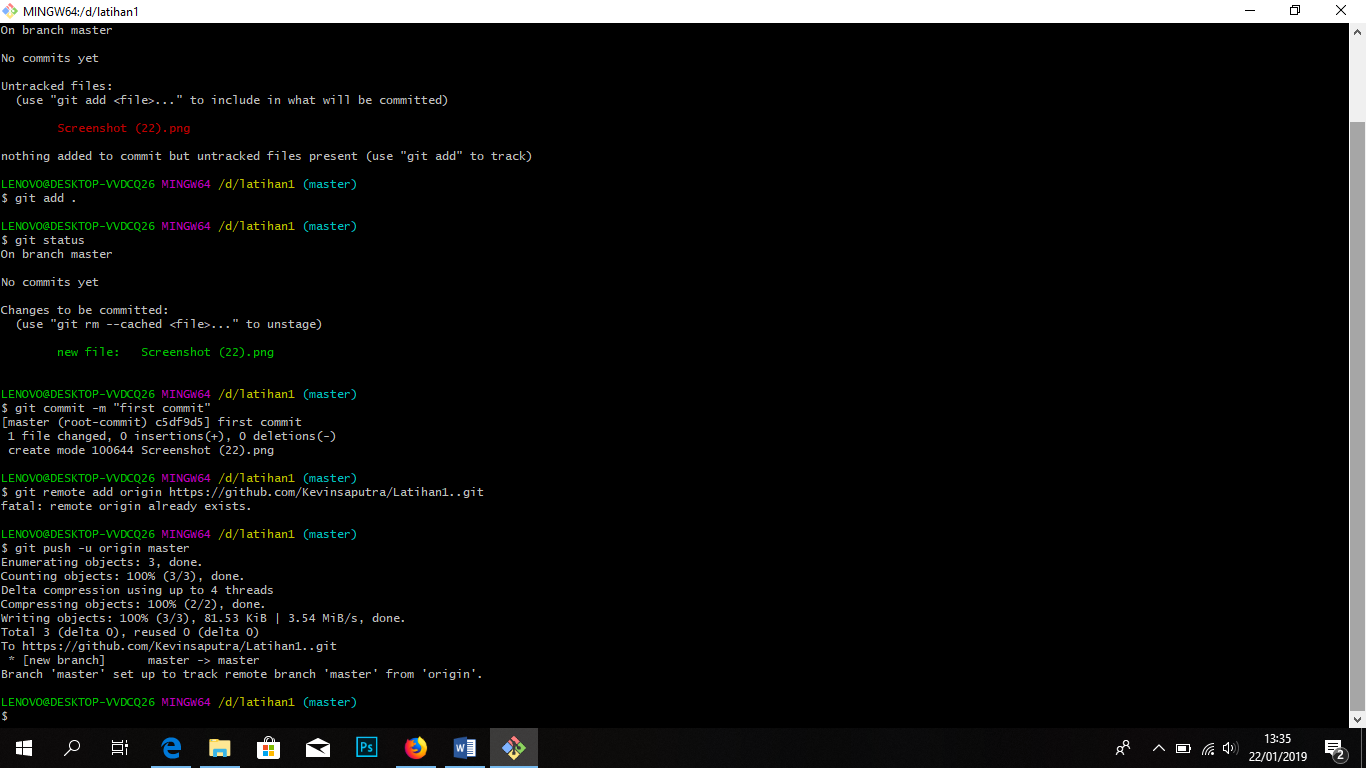 MINGW64:/d/latihan1
On branch master
No commits yet
Untracked files:
(use "git add <file>..." to include in what will be committed)
Screenshot (22).png
nothing added to commit but untracked files present (use "git add" to track)
LENOVO@DESKTOP-VVDCQ26 MINGW64 /d/latihan1 (master)
$ git add .
LENOVO@DESKTOP-VVDCQ26 MINGW64 /d/latihan1 (master)
$ git status
On branch master
No commits yet
Changes to be committed:
(use "git rm --cached <file>..." to unstage)
new file:   Screenshot (22).png
LENOVO@DESKTOP-VVDCQ26 MINGW64 /d/latihan1 (master)
$ git commit -m "first commit"
[master (root-commit) c5df9d5] first commit
1 file changed, 0 insertions(+), 0 deletions(-)
create mode 100644 Screenshot (22).png
LENOVO@DESKTOP-VVDCQ26 MINGW64 /d/latihan1 (master)
$ git remote add origin https://github.com/Kevinsaputra/Latihan1..git
fatal: remote origin already exists.
LENOVO@DESKTOP-VVDCQ26 MINGW64 /d/latihan1 (master)
$ git push -u origin master
Enumerating objects: 3, done.
Counting objects: 100% (3/3), done.
Delta compression using up to 4 threads
Compressing objects: 100% (2/2), done.
Writing objects: 100% (3/3), 81.53 KiB | 3.54 MiB/s, done.
Total 3 (delta 0), reused 0 (delta 0)
To https://github.com/Kevinsaputra/Latihan1..git
* [new branch]      master -> master
Branch 'master' set up to track remote branch 'master' from 'origin'.
LENOVO@DESKTOP-VVDCQ26 MINGW64 /d/latihan1 (master)
$
Ps
13:35
22/01/2019
2